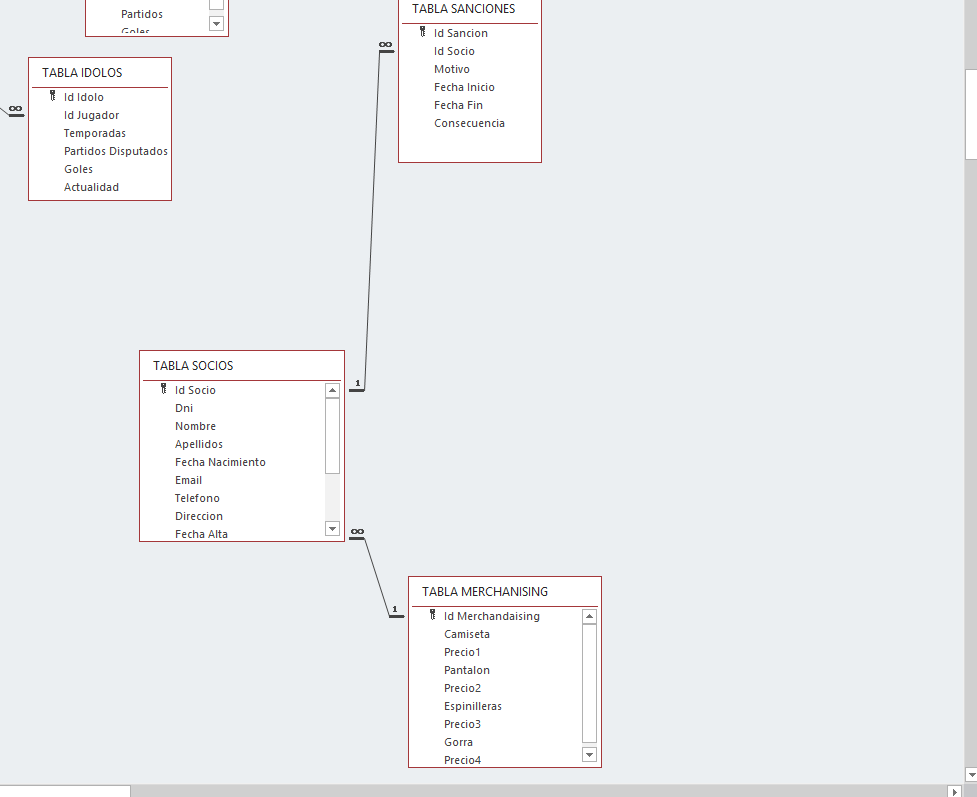 Partidos
Goles
TABLA SANCIONES
Id Sancion
Id Socio
Motivo
Fecha Inicio
Fecha Fin
Consecuencia
∞
TABLA IDOLOS
Id Idolo
Id Jugador
Temporadas
Partidos Disputados
Goles
Actualidad
∞
TABLA SOCIOS
Id Socio
Dni
Nombre
Apellidos
Fecha Nacimiento
Email
Telefono
Direccion
Fecha Alta
1
∞
TABLA MERCHANISING
Id Merchandaising
Camiseta
Precio1
Pantalon
Precio2
Espinilleras
Precio3
Gorra
Precio4
1